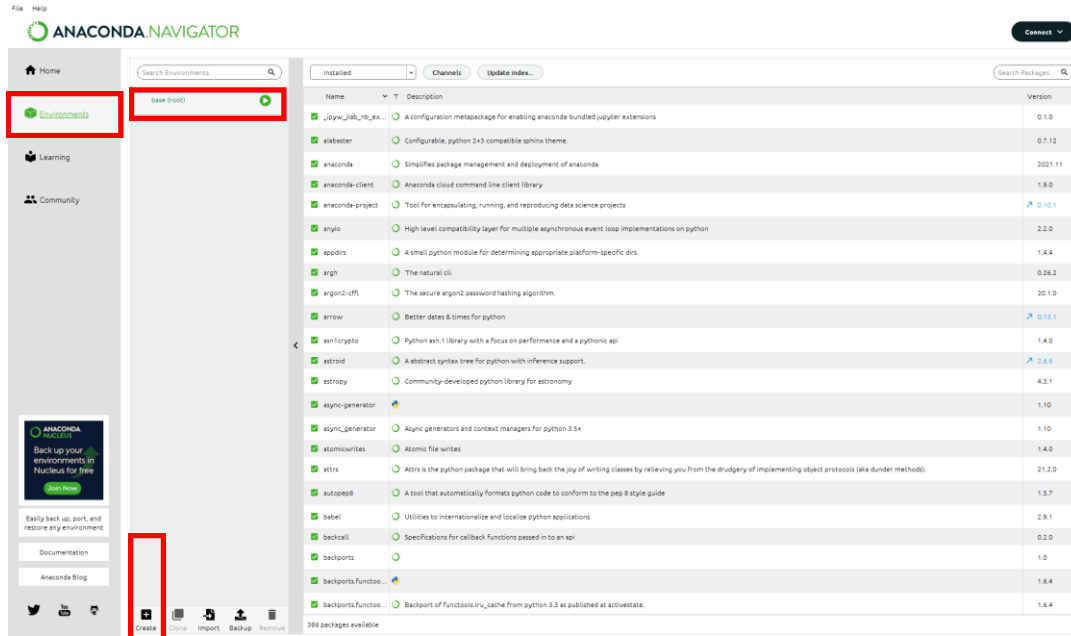 File Help
ANACONDA.NAVIGATOR
Connect
Home
Environments
Learning
Community
ANACONDA.
NUCLEUS
Back up your
environments in
Nucleus for free
Join Now
Easily back up, port, and
restore any environment
Documentation
Anaconda Blog
You
Tube
Search Environments
base (root)
Create Clone Import Backup Remove
Installed Channels Update index... Search Packages
Name T Description Version
_ipyw_jlab_nb_ex... A configuration metapackage for enabling anaconda-bundled jupyter extensions 0.1.0
alabaster Configurable, python 2+3 compatible sphinx theme. 0.7.12
anaconda Simplifies package management and deployment of anaconda 2021.11
anaconda-client Anaconda cloud command line client library 1.9.0
anaconda-project Tool for encapsulating, running, and reproducing data science projects 0.10.1
anyio High level compatibility layer for multiple asynchronous event loop implementations on python 2.2.0
appdirs A small python module for determining appropriate platform-specific dirs. 1.4.4
argh The natural cli. 0.26.2
argon2-cffi The secure argon2 password hashing algorithm. 20.1.0
arrow Better dates & times for python 0.13.1
asn1crypto Python asn.1 library with a focus on performance and a pythonic api 1.4.0
astroid A abstract syntax tree for python with inference support. 2.6.6
astropy Community-developed python library for astronomy 4.3.1
async-generator 1.10
async_generator Async generators and context managers for python 3.5+ 1.10
atomicwrites Atomic file writes 1.4.0
attrs Attrs is the python package that will bring back the joy of writing classes by relieving you from the drudgery of implementing object protocols (aka dunder methods). 21.2.0
autopep8 A tool that automatically formats python code to conform to the pep 8 style guide 1.5.7
babel Utilities to internationalize and localize python applications 2.9.1
backcall Specifications for callback functions passed in to an api 0.2.0
backports 1.0
backports.functoo... 1.6.4
backports.functoo... Backport of functools.lru_cache from python 3.3 as published at activestate. 1.6.4
386 packages available